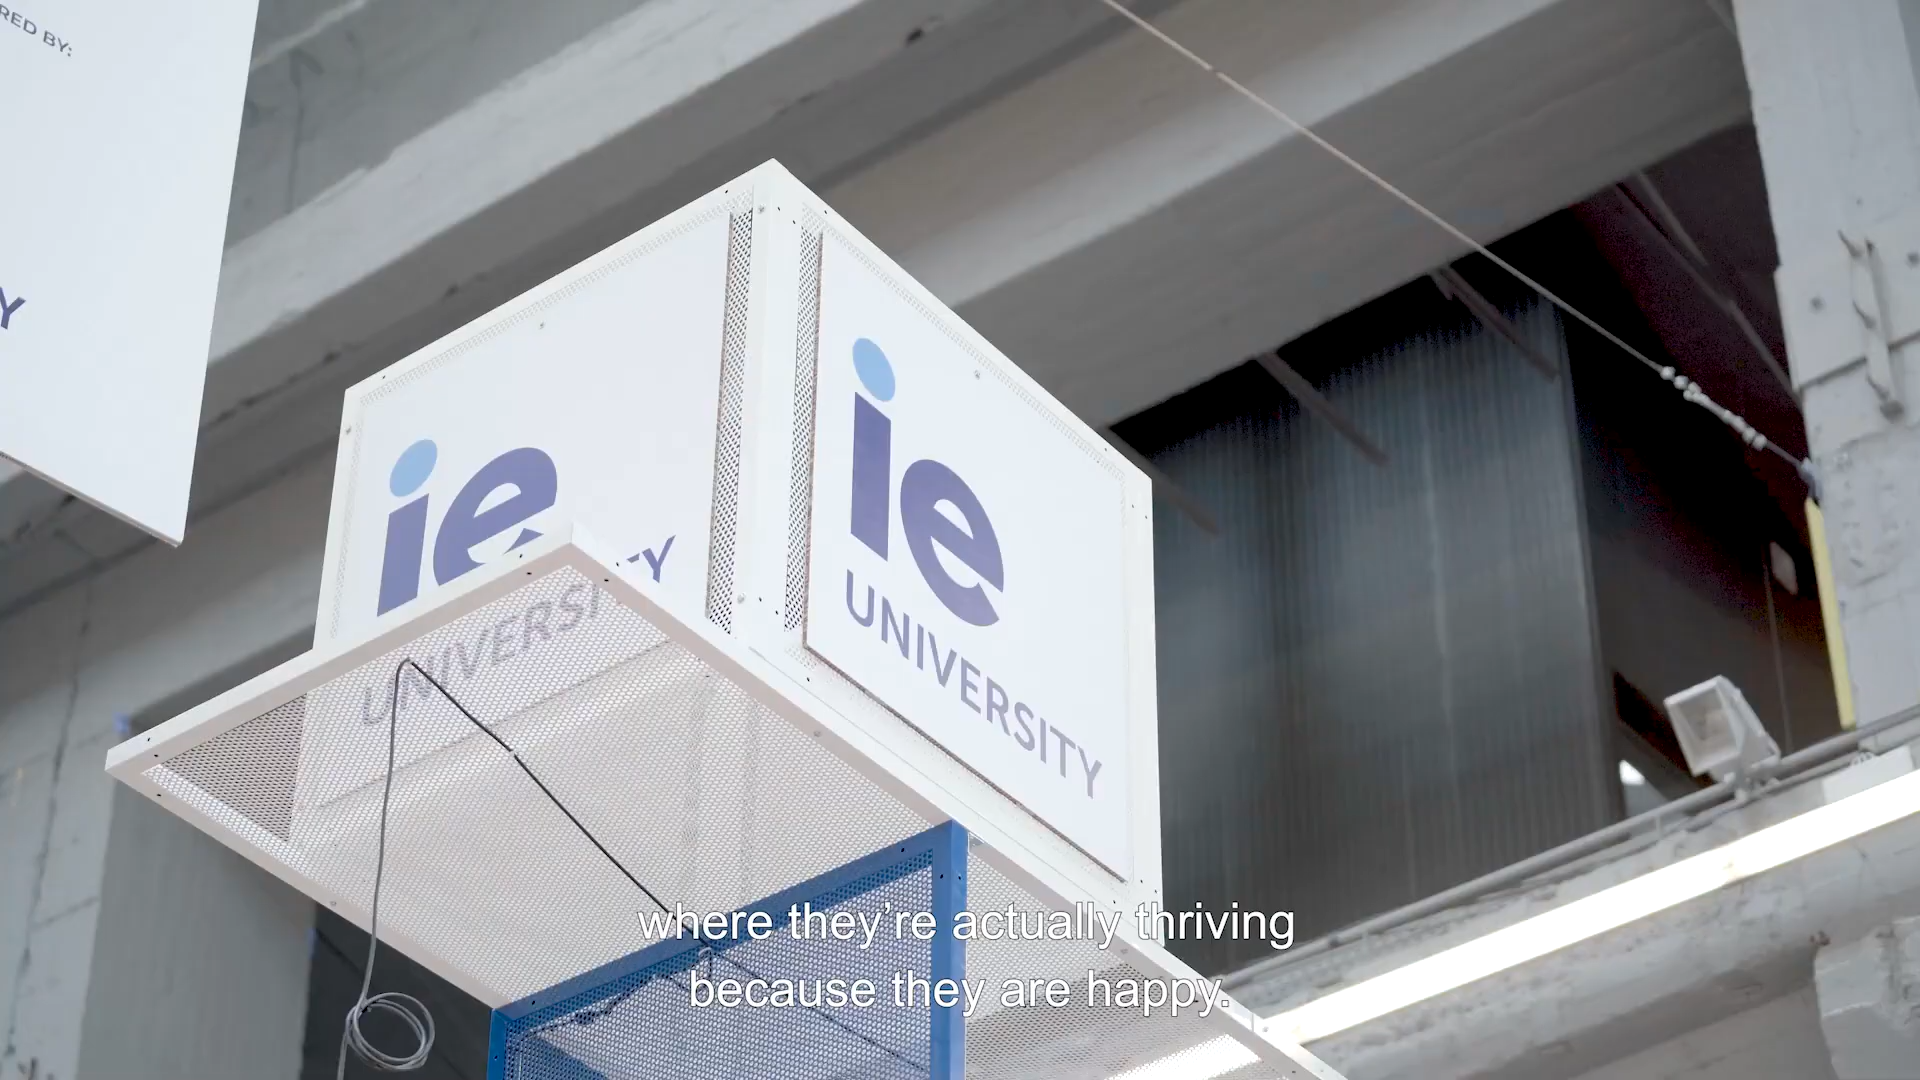 RED BY:
Y
ie
UNIVERSITY
ie
UNIVERSITY
where they're actually thriving
because they are happy.